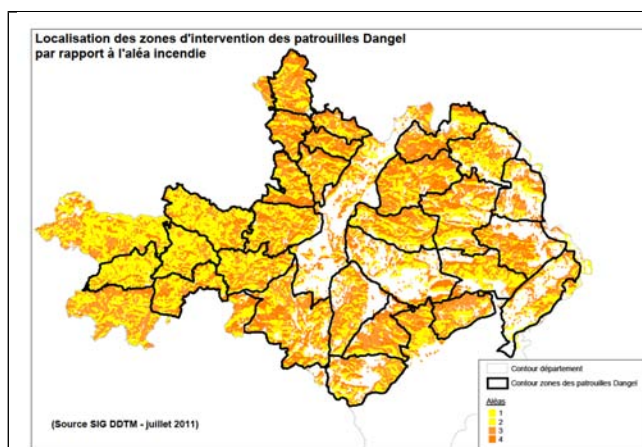 Localisation des zones d'intervention des patrouilles Dangel
par rapport à l'aléa incendie
Contour département
Contour zones des patrouilles Dangel
Aléas
1
2
3
4
(Source SIG DDTM - juillet 2011)